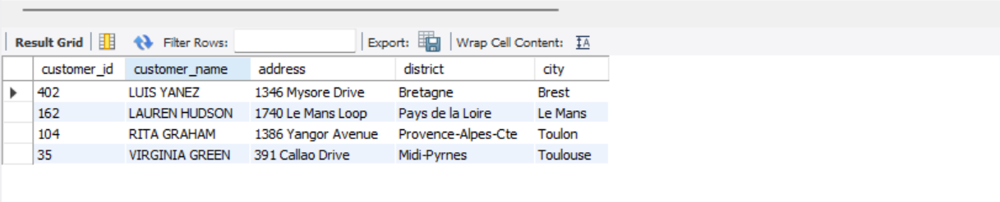 Result Grid Filter Rows: Export: Wrap Cell Content:
customer_id customer_name address district city
402 LUIS YANEZ 1346 Mysore Drive Bretagne Brest
162 LAUREN HUDSON 1740 Le Mans Loop Pays de la Loire Le Mans
104 RITA GRAHAM 1386 Yangor Avenue Provence-Alpes-Cte Toulon
35 VIRGINIA GREEN 391 Callao Drive Midi-Pyrnes Toulouse